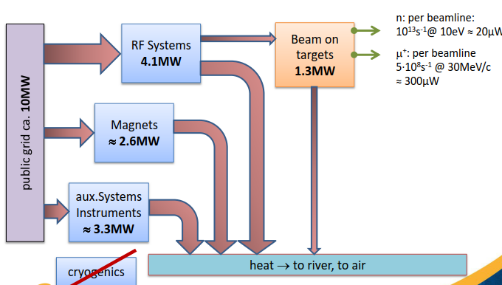 public grid ca. 10MW
RF Systems
4.1MW
Beam on
targets
1.3MW
n: per beamline:
10¹³s⁻¹@ 10eV ≈ 20μW
μ⁺: per beamline
5·10⁸s⁻¹ @ 30MeV/c
≈ 300μW
Magnets
≈ 2.6MW
aux.Systems
Instruments
≈ 3.3MW
cryogenics
heat → to river, to air